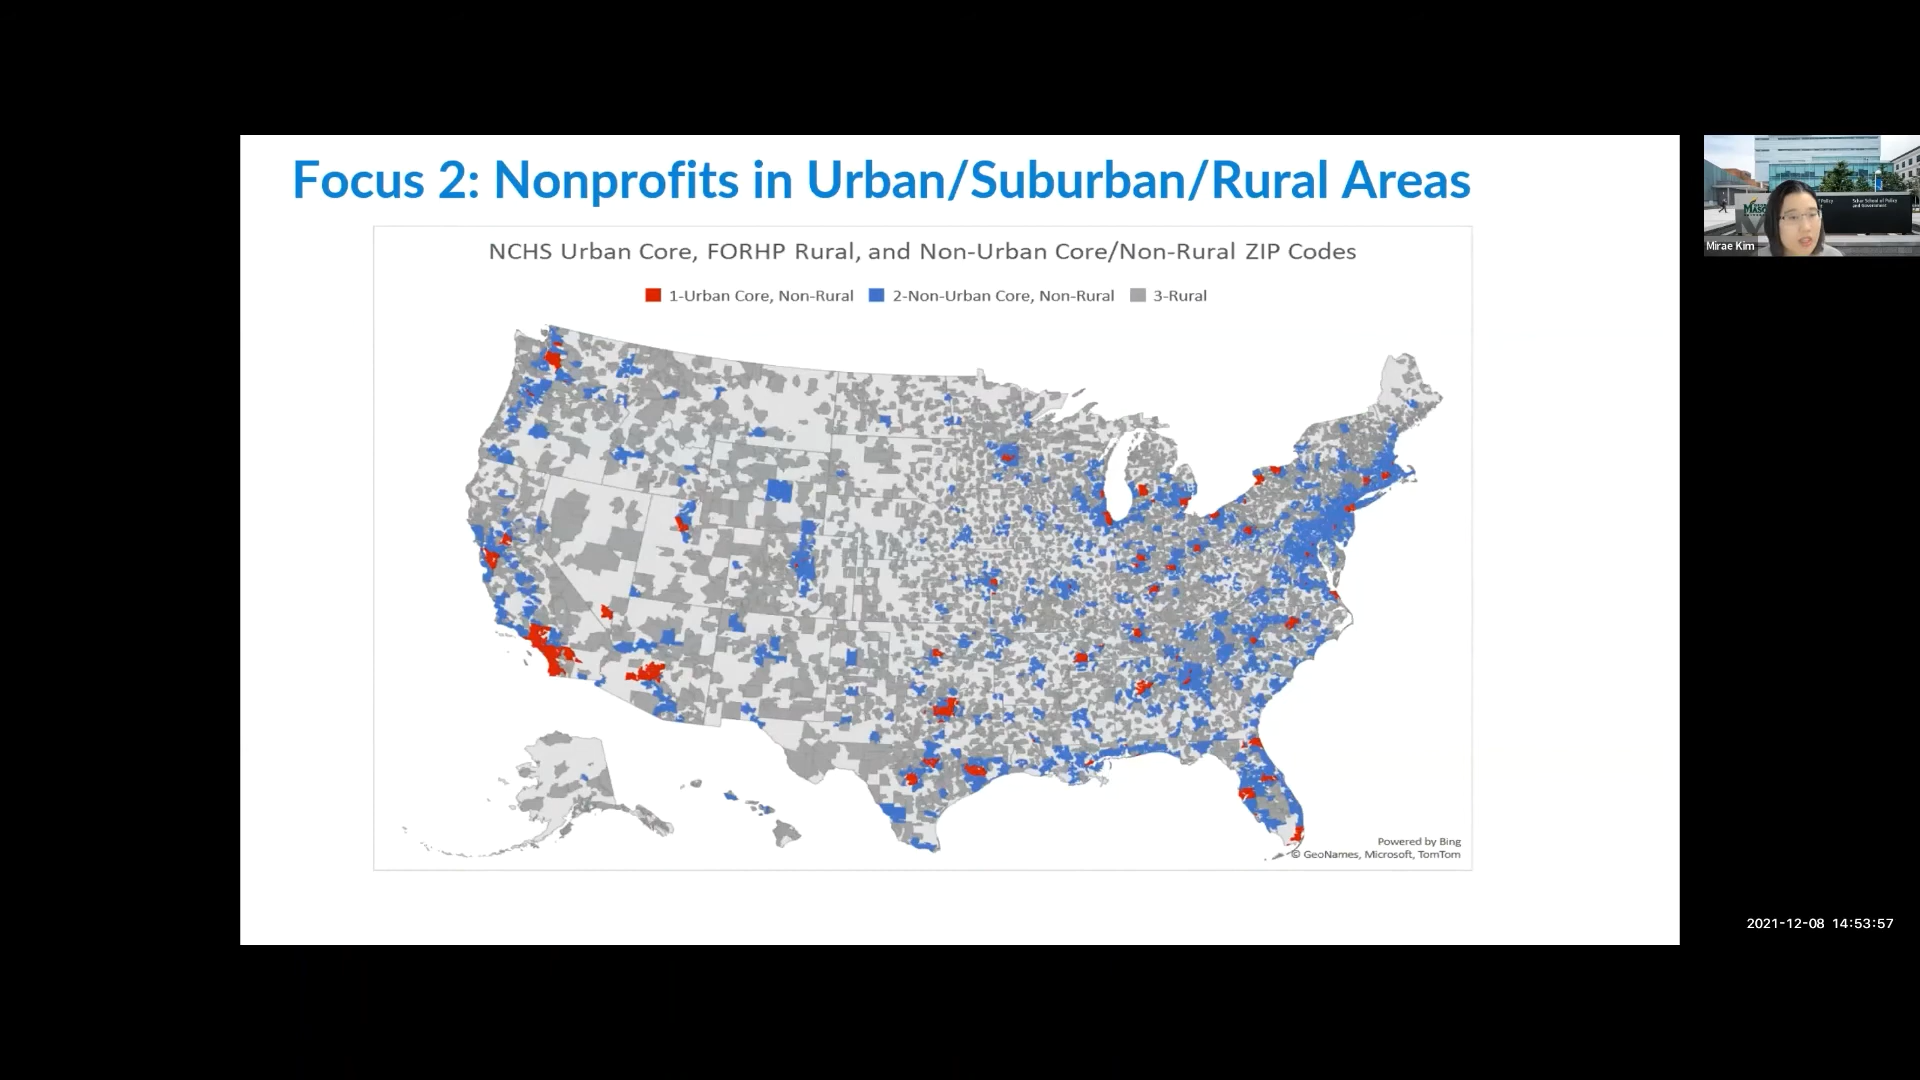 Focus 2: Nonprofits in Urban/Suburban/Rural Areas
NCHS Urban Core, FORHP Rural, and Non-Urban Core/Non-Rural ZIP Codes
1-Urban Core, Non-Rural 2-Non-Urban Core, Non-Rural 3-Rural
Powered by Bing
© GeoNames, Microsoft, TomTom
Mirae Kim
2021-12-08 14:53:57